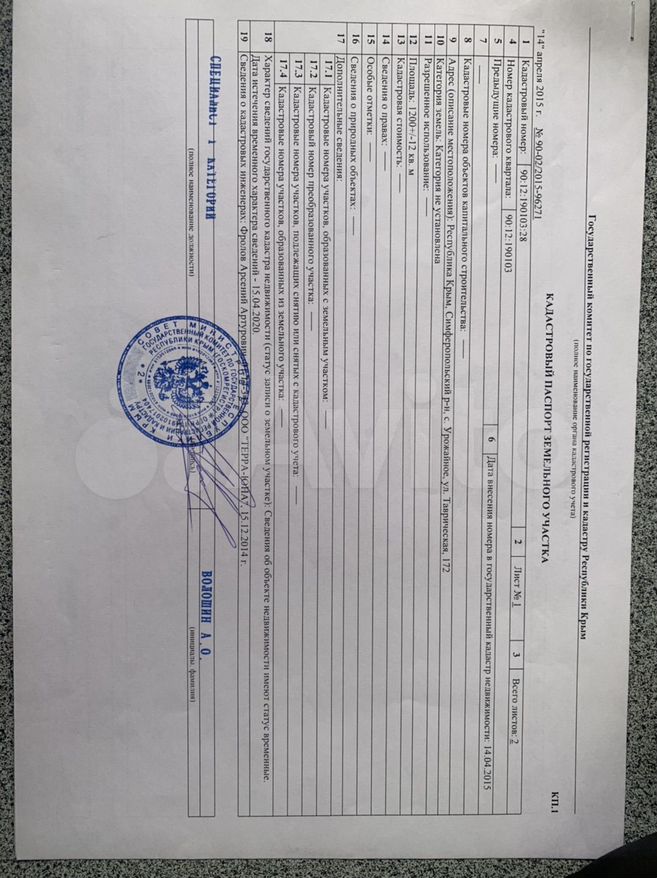 КП.1
Государственный комитет по государственной регистрации и кадастру Республики Крым
(полное наименование органа кадастрового учета)
КАДАСТРОВЫЙ ПАСПОРТ ЗЕМЕЛЬНОГО УЧАСТКА
"14" апреля 2015 г. № 90-02/2015-96271
1 Кадастровый номер: 90:12:190103:28 2 Лист № 1 3 Всего листов: 2
4 Номер кадастрового квартала: 90:12:190103
5 Предыдущие номера: —— 6 Дата внесения номера в государственный кадастр недвижимости: 14.04.2015
7 ——
8 Кадастровые номера объектов капитального строительства: ——
9 Адрес (описание местоположения): Республика Крым, Симферопольский р-н, с. Урожайное, ул. Таврическая, 172
10 Категория земель: Категория не установлена
11 Разрешенное использование: ——
12 Площадь: 1200+/-12 кв. м
13 Кадастровая стоимость: ——
14 Сведения о правах: ——
15 Особые отметки: ——
16 Сведения о природных объектах: ——
17 Дополнительные сведения:
17.1 Кадастровые номера участков, образованных с земельным участком: ——
17.2 Кадастровый номер преобразованного участка: ——
17.3 Кадастровые номера участков, подлежащих снятию или снятых с кадастрового учета: ——
17.4 Кадастровые номера участков, образованных из земельного участка: ——
18 Характер сведений государственного кадастра недвижимости (статус записи о земельном участке): Сведения об объекте недвижимости имеют статус временные.
Дата истечения временного характера сведений - 15.04.2020
19 Сведения о кадастровых инженерах: Фролов Арсений Артурович ООО "ТЕРРА-ЮНА", 15.12.2014 г.
СПЕЦИАЛИСТ 1 КАТЕГОРИИ ВОЛОШИН А.О.
(полное наименование должности) (инициалы, фамилия)
СОВЕТ МИНИСТРОВ